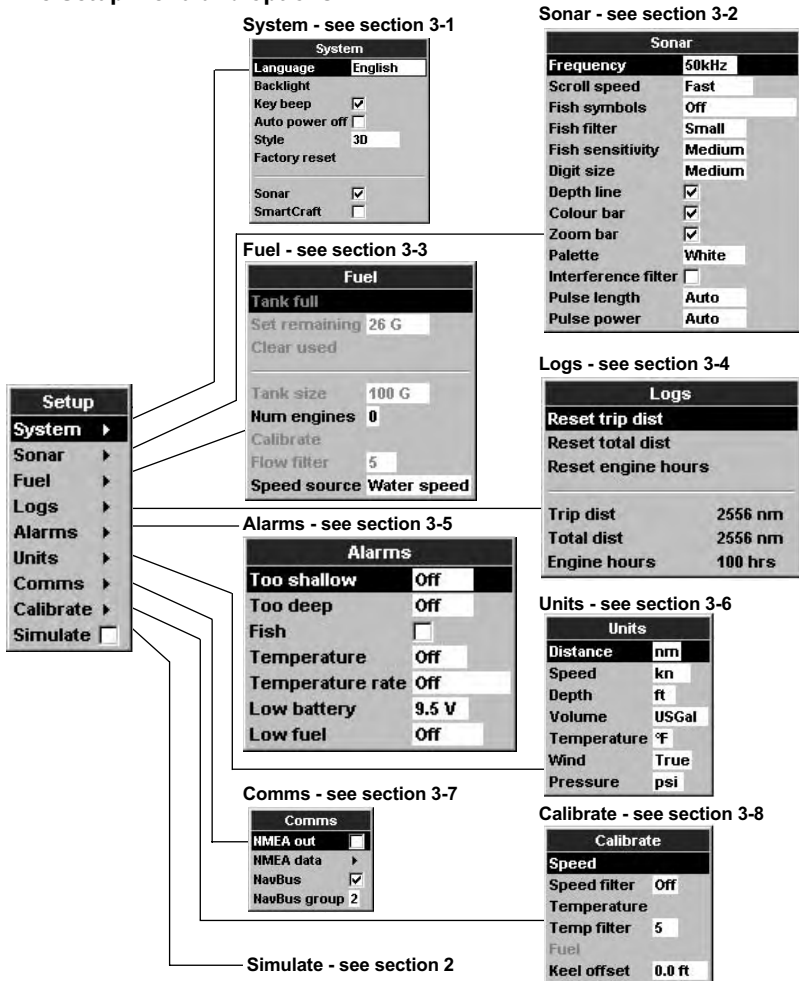 System - see section 3-1
System
Language English
Backlight
Key beep
Auto power off
Style 3D
Factory reset
Sonar
SmartCraft
Sonar - see section 3-2
Sonar
Frequency 50kHz
Scroll speed Fast
Fish symbols Off
Fish filter Small
Fish sensitivity Medium
Digit size Medium
Depth line
Colour bar
Zoom bar
Palette White
Interference filter
Pulse length Auto
Pulse power Auto
Fuel - see section 3-3
Fuel
Tank full
Set remaining 26 G
Clear used
Tank size 100 G
Num engines 0
Calibrate
Flow filter 5
Speed source Water speed
Setup
System
Sonar
Fuel
Logs
Alarms
Units
Comms
Calibrate
Simulate
Logs - see section 3-4
Logs
Reset trip dist
Reset total dist
Reset engine hours
Trip dist 2556 nm
Total dist 2556 nm
Engine hours 100 hrs
Alarms - see section 3-5
Alarms
Too shallow Off
Too deep Off
Fish
Temperature Off
Temperature rate Off
Low battery 9.5 V
Low fuel Off
Units - see section 3-6
Units
Distance nm
Speed kn
Depth ft
Volume USGal
Temperature °F
Wind True
Pressure psi
Comms - see section 3-7
Comms
NMEA out
NMEA data
NavBus
NavBus group 2
Calibrate - see section 3-8
Calibrate
Speed
Speed filter Off
Temperature
Temp filter 5
Fuel
Keel offset 0.0 ft
Simulate - see section 2